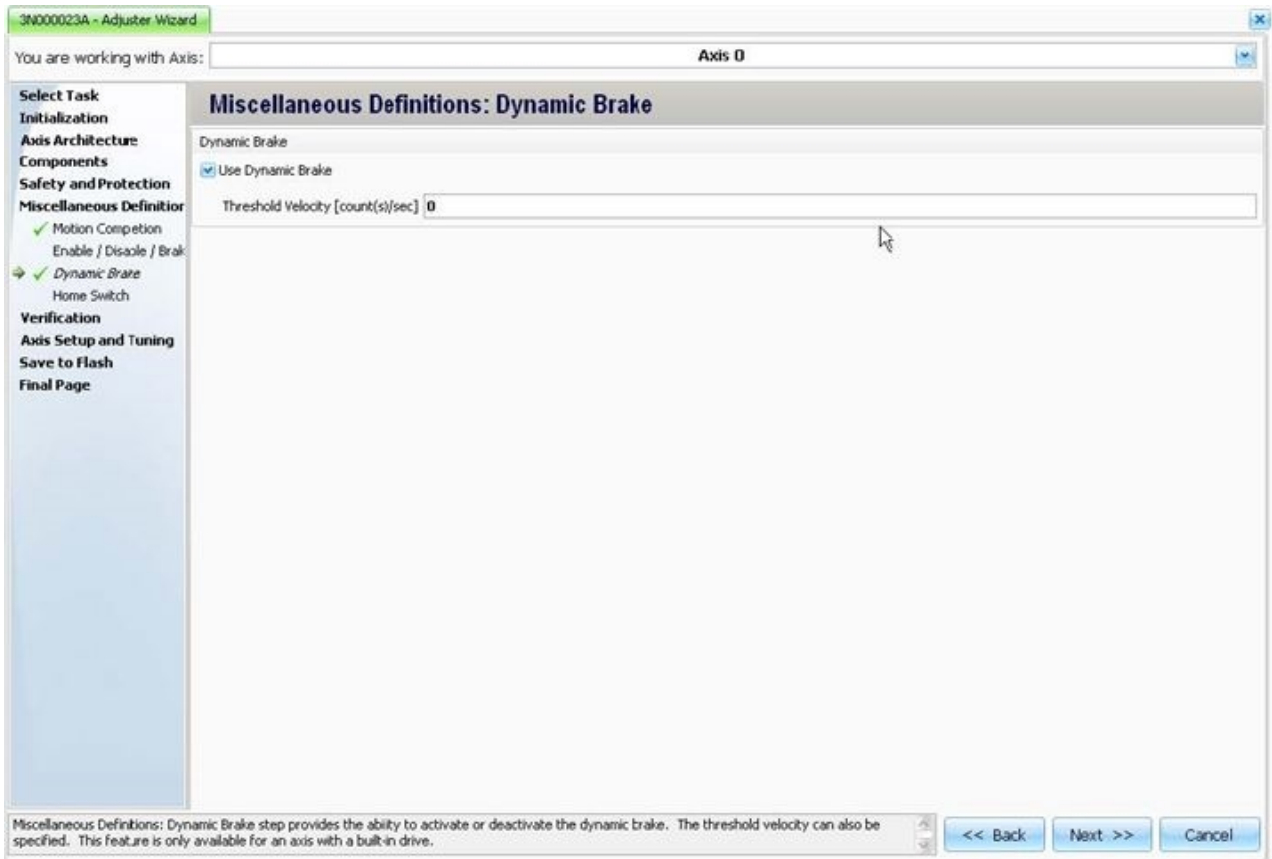 3N000023A - Adjuster Wizard
You are working with Axis:
Axis 0
Select Task
Initialization
Axis Architecture
Components
Safety and Protection
Miscellaneous Definitior
Motion Competion
Enable / Disable / Brak
Dynamic Brake
Home Switch
Verification
Axis Setup and Tuning
Save to Flash
Final Page
Miscellaneous Definitions: Dynamic Brake
Dynamic Brake
Use Dynamic Brake
Threshold Velocity [count(s)/sec] 0
Miscellaneous Definitions: Dynamic Brake step provides the ability to activate or deactivate the dynamic brake. The threshold velocity can also be
specified. This feature is only available for an axis with a built-in drive.
<< Back
Next >>
Cancel